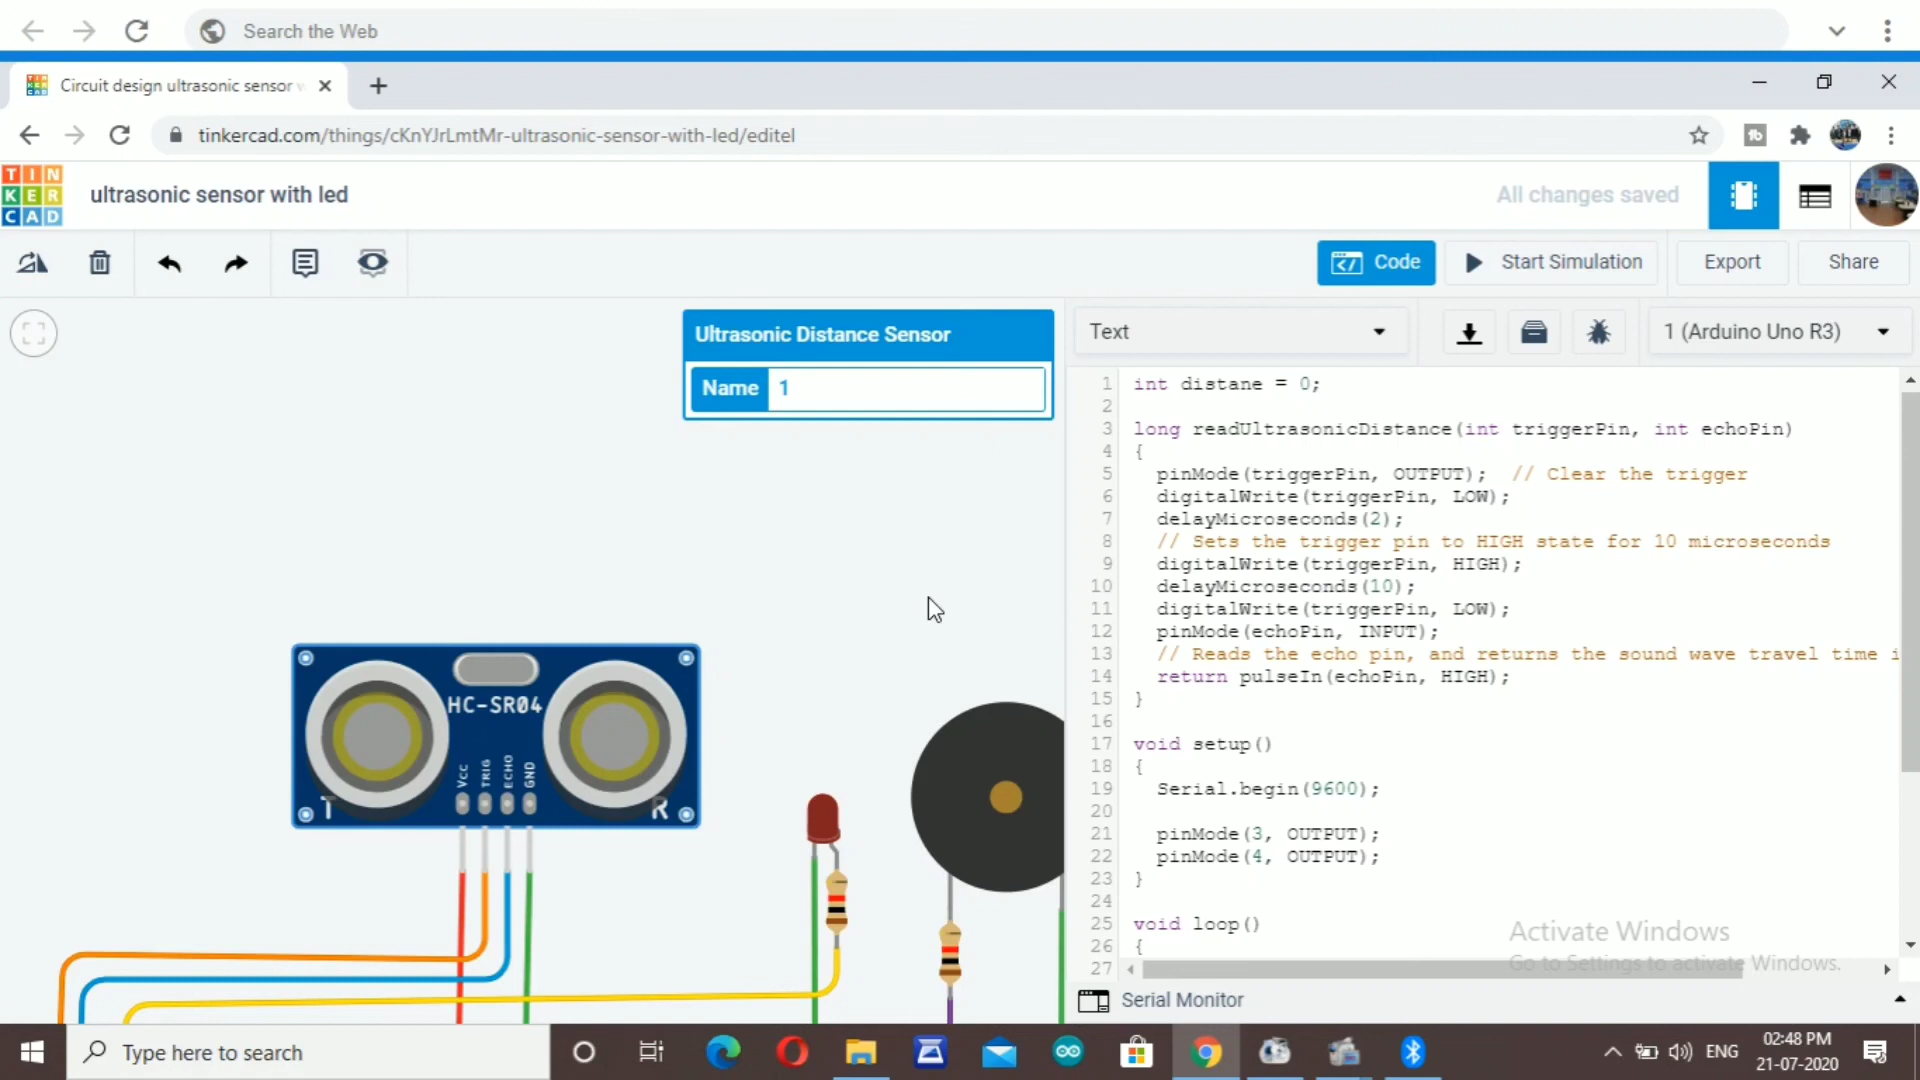 Search the Web
Circuit design ultrasonic sensor w
tinkercad.com/things/cKnYJrLmtMr-ultrasonic-sensor-with-led/editel
TIN
KER
CAD
ultrasonic sensor with led
All changes saved
Code
Start Simulation
Export
Share
Ultrasonic Distance Sensor
Name 1
Text
1 (Arduino Uno R3)
1 int distane = 0;
2
3 long readUltrasonicDistance(int triggerPin, int echoPin)
4 {
5 pinMode(triggerPin, OUTPUT); // Clear the trigger
6 digitalWrite(triggerPin, LOW);
7 delayMicroseconds(2);
8 // Sets the trigger pin to HIGH state for 10 microseconds
9 digitalWrite(triggerPin, HIGH);
10 delayMicroseconds(10);
11 digitalWrite(triggerPin, LOW);
12 pinMode(echoPin, INPUT);
13 // Reads the echo pin, and returns the sound wave travel time i
14 return pulseIn(echoPin, HIGH);
15 }
16
17 void setup()
18 {
19 Serial.begin(9600);
20
21 pinMode(3, OUTPUT);
22 pinMode(4, OUTPUT);
23 }
24
25 void loop()
26 {
27
HC-SR04
Vcc TRIG ECHO GND
T R
Activate Windows
Go to Settings to activate Windows.
Serial Monitor
Type here to search
ENG
02:48 PM
21-07-2020